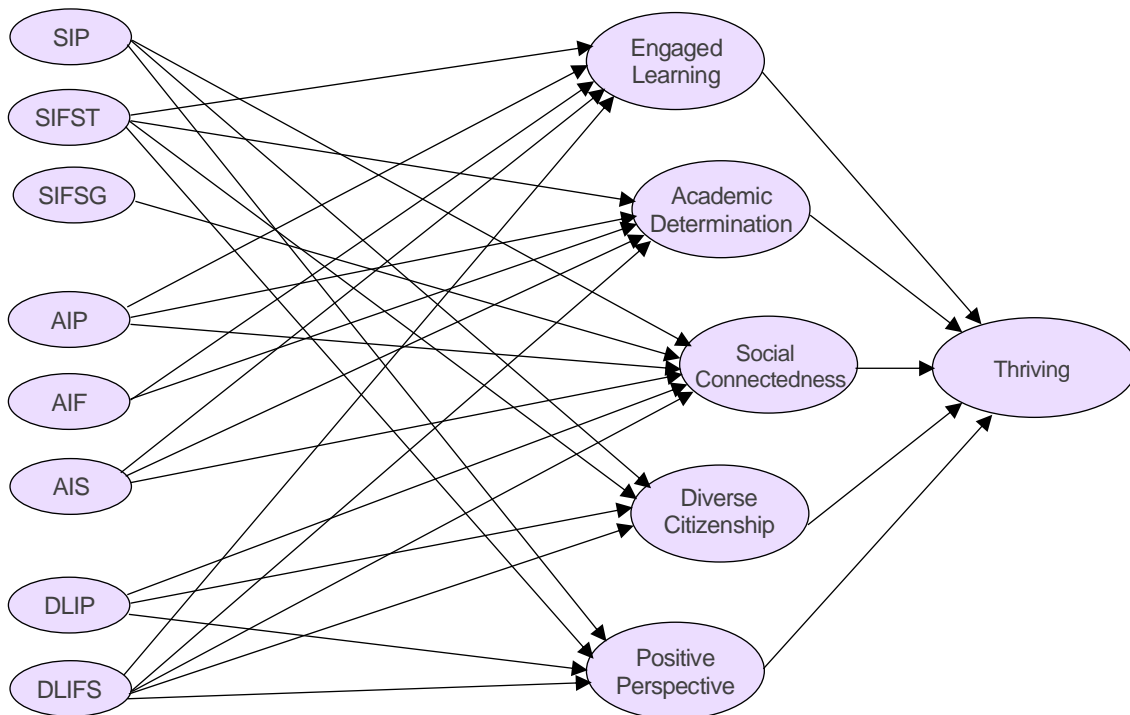 SIP
SIFST
SIFSG
AIP
AIF
AIS
DLIP
DLIFS
Engaged
Learning
Academic
Determination
Social
Connectedness
Diverse
Citizenship
Positive
Perspective
Thriving